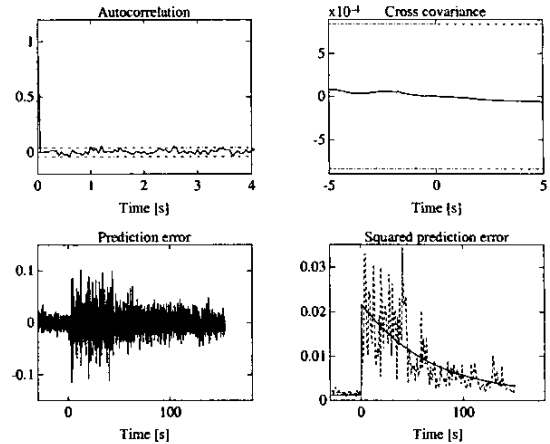 Autocorrelation
1
0.5
0
0 1 2 3 4
Time [s]
×10⁻⁴ Cross covariance
5
0
-5
-5 0 5
Time [s]
Prediction error
0.1
0
-0.1
0 100
Time [s]
Squared prediction error
0.03
0.02
0.01
0
0 100
Time [s]